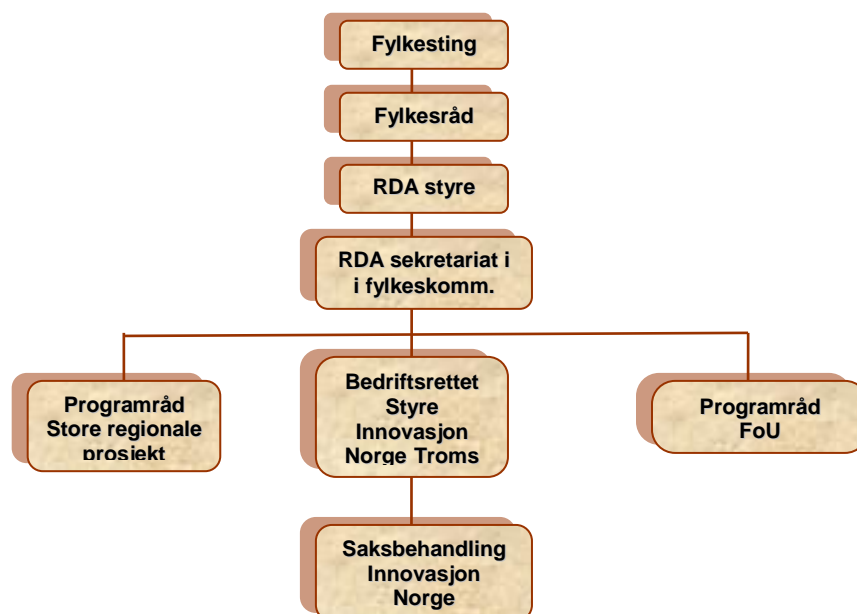 Fylkesting
Fylkesråd
RDA styre
RDA sekretariat i
i fylkeskomm.
Programråd
Store regionale
prosjekt
Bedriftsrettet
Styre
Innovasjon
Norge Troms
Programråd
FoU
Saksbehandling
Innovasjon
Norge